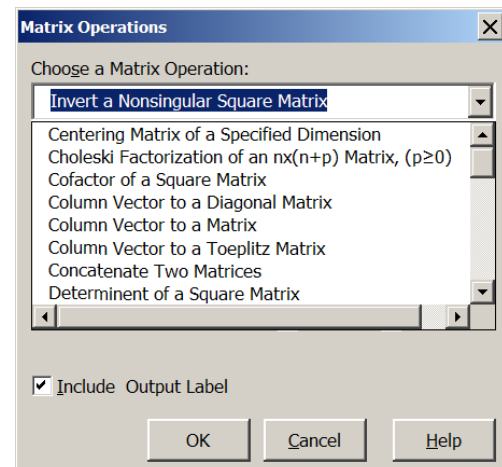 Matrix Operations
Choose a Matrix Operation:
Invert a Nonsingular Square Matrix
Centering Matrix of a Specified Dimension
Choleski Factorization of an nx(n+p) Matrix, (p≥0)
Cofactor of a Square Matrix
Column Vector to a Diagonal Matrix
Column Vector to a Matrix
Column Vector to a Toeplitz Matrix
Concatenate Two Matrices
Determinent of a Square Matrix
Include Output Label
OK Cancel Help